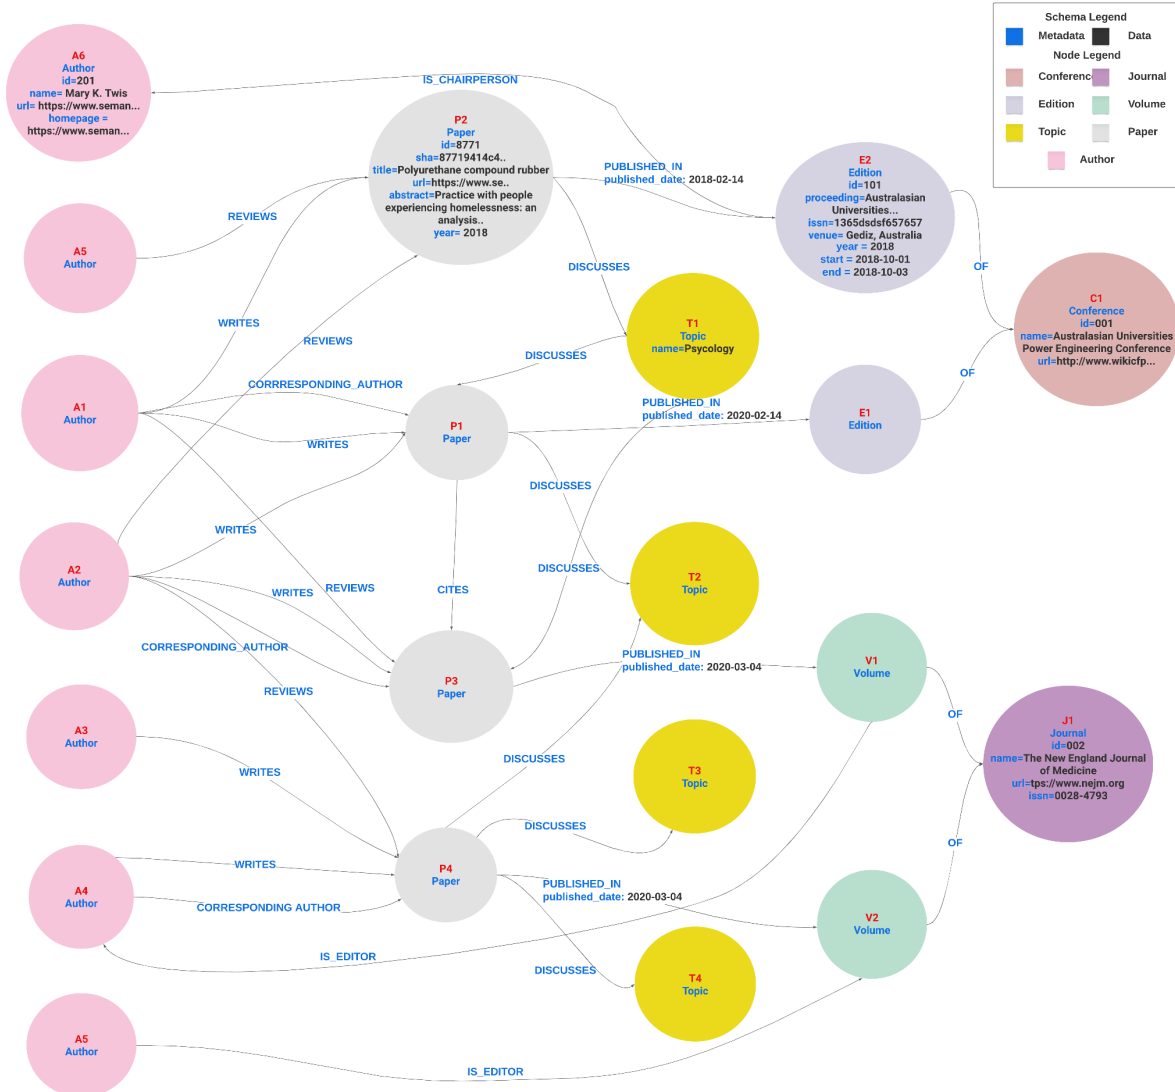 Schema Legend
Metadata
Data
Node Legend
Conference
Journal
Edition
Volume
Topic
Paper
Author
A6
Author
id=201
name= Mary K. Twis
url= https://www.seman...
homepage =
https://www.seman...
IS_CHAIRPERSON
P2
Paper
id=8771
sha=87719414c4..
title=Polyurethane compound rubber
url=https://www.se..
abstract=Practice with people
experiencing homelessness: an
analysis..
year= 2018
PUBLISHED_IN
published_date: 2018-02-14
E2
Edition
id=101
proceeding=Australasian
Universities...
issn=1365dsdsf657657
venue= Gediz, Australia
year = 2018
start = 2018-10-01
end = 2018-10-03
REVIEWS
A5
Author
DISCUSSES
OF
C1
Conference
id=001
name=Australasian Universities
Power Engineering Conference
url=http://www.wikicfp...
T1
Topic
name=Psycology
WRITES
REVIEWS
DISCUSSES
CORRRESPONDING_AUTHOR
OF
A1
Author
P1
Paper
PUBLISHED_IN
published_date: 2020-02-14
E1
Edition
WRITES
DISCUSSES
WRITES
A2
Author
REVIEWS
WRITES
CITES
DISCUSSES
T2
Topic
CORRESPONDING_AUTHOR
REVIEWS
P3
Paper
PUBLISHED_IN
published_date: 2020-03-04
V1
Volume
OF
J1
Journal
id=002
name=The New England Journal
of Medicine
url=tps://www.nejm.org
issn=0028-4793
A3
Author
WRITES
DISCUSSES
T3
Topic
DISCUSSES
OF
WRITES
P4
Paper
A4
Author
CORRESPONDING AUTHOR
PUBLISHED_IN
published_date: 2020-03-04
V2
Volume
IS_EDITOR
DISCUSSES
T4
Topic
A5
Author
IS_EDITOR